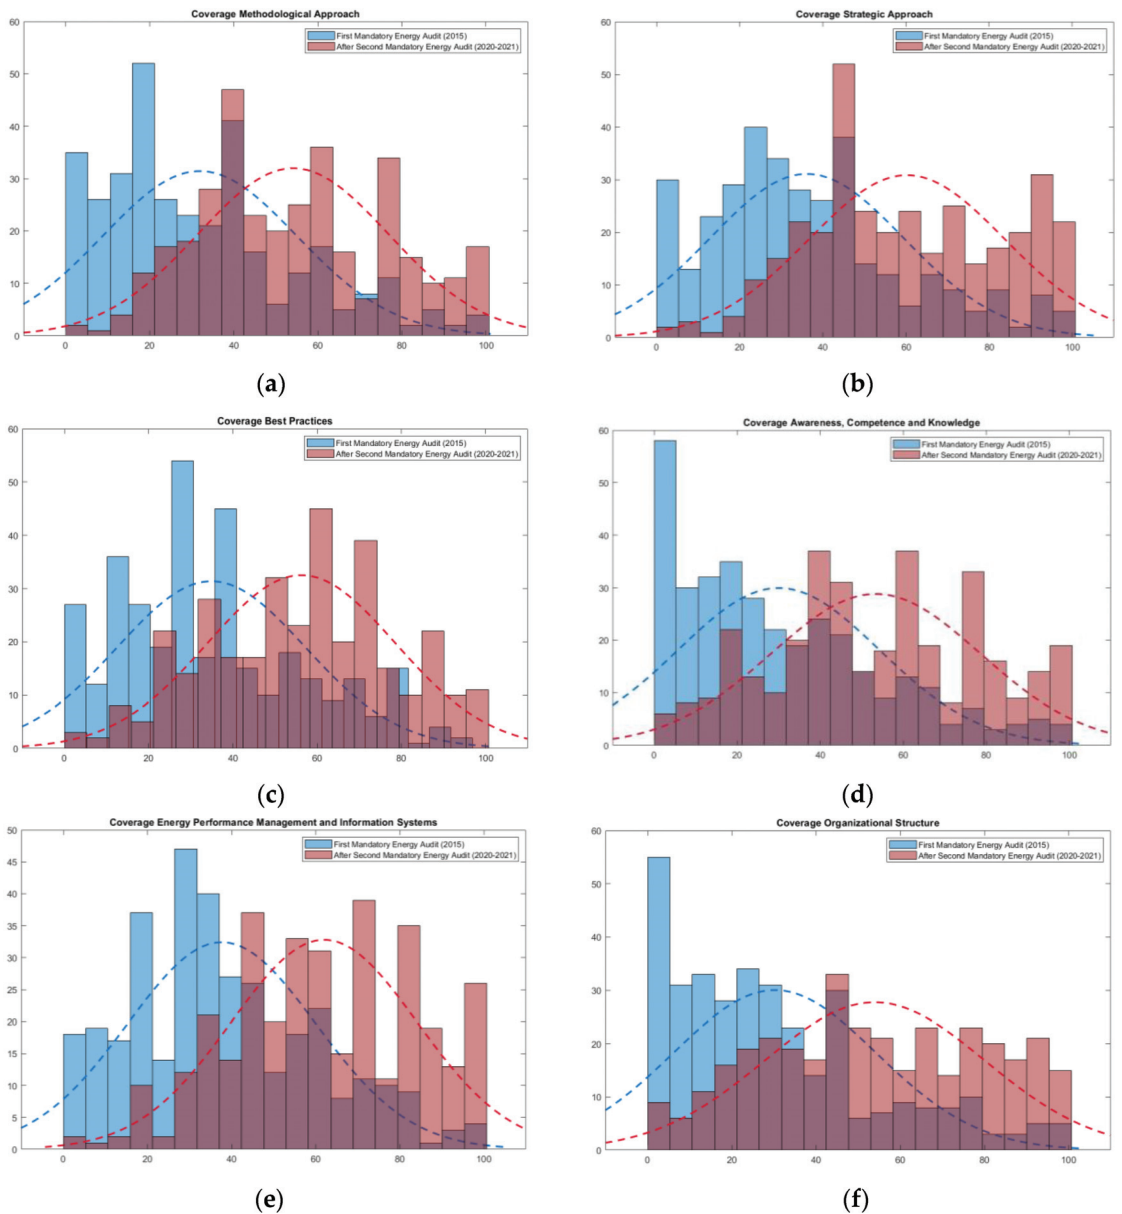 Coverage Methodological Approach
First Mandatory Energy Audit (2015)
After Second Mandatory Energy Audit (2020-2021)
60
50
40
30
20
10
0
0 20 40 60 80 100
(a)
Coverage Strategic Approach
First Mandatory Energy Audit (2015)
After Second Mandatory Energy Audit (2020-2021)
60
50
40
30
20
10
0
0 20 40 60 80 100
(b)
Coverage Best Practices
First Mandatory Energy Audit (2015)
After Second Mandatory Energy Audit (2020-2021)
60
50
40
30
20
10
0
0 20 40 60 80 100
(c)
Coverage Awareness, Competence and Knowledge
First Mandatory Energy Audit (2015)
After Second Mandatory Energy Audit (2020-2021)
60
50
40
30
20
10
0
0 20 40 60 80 100
(d)
Coverage Energy Performance Management and Information Systems
First Mandatory Energy Audit (2015)
After Second Mandatory Energy Audit (2020-2021)
50
45
40
35
30
25
20
15
10
5
0
0 20 40 60 80 100
(e)
Coverage Organizational Structure
First Mandatory Energy Audit (2015)
After Second Mandatory Energy Audit (2020-2021)
60
50
40
30
20
10
0
0 20 40 60 80 100
(f)